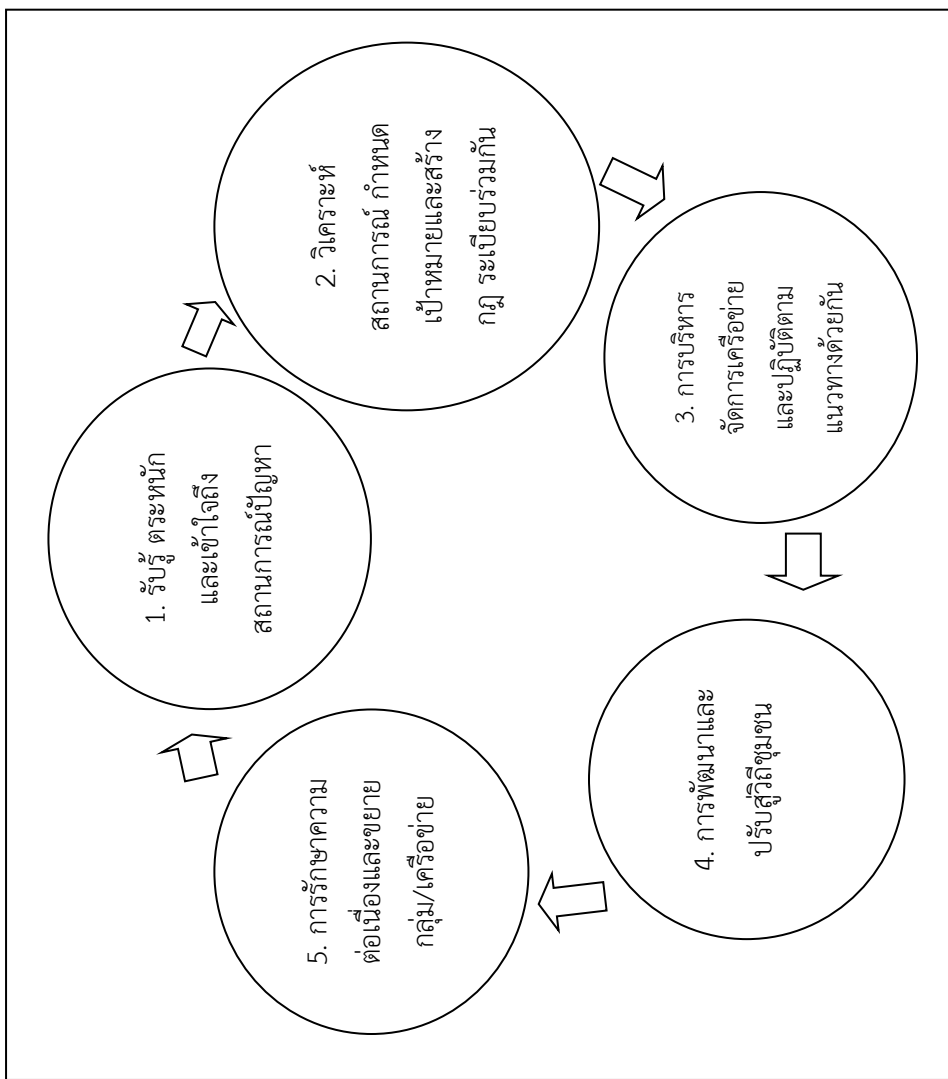 1. รับรู้ ตระหนัก
และเข้าใจถึง
สถานการณ์ปัญหา
2. วิเคราะห์
สถานการณ์ กำหนด
เป้าหมายและสร้าง
กฎ ระเบียบร่วมกัน
3. การบริหาร
จัดการเครือข่าย
และปฏิบัติตาม
แนวทางด้วยกัน
4. การพัฒนาและ
ปรับสู่วิถีชุมชน
5. การรักษาความ
ต่อเนื่องและขยาย
กลุ่ม/เครือข่าย